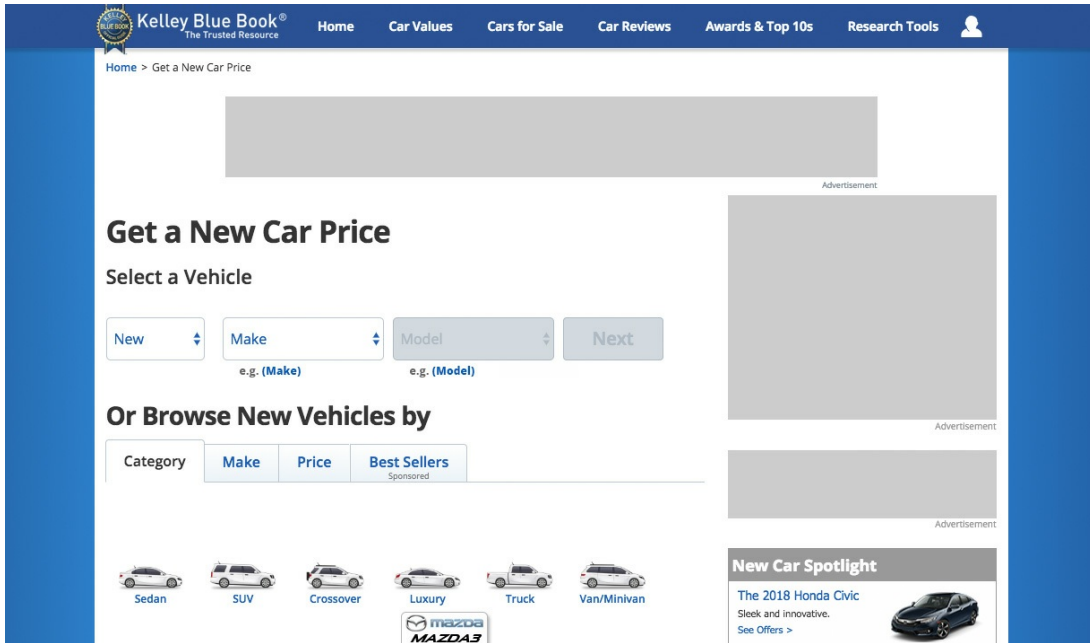 Kelley Blue Book®
The Trusted Resource
KELLEY
BLUE BOOK
Home Car Values Cars for Sale Car Reviews Awards & Top 10s Research Tools
Home > Get a New Car Price
Advertisement
Get a New Car Price
Select a Vehicle
New Make Model Next
e.g. (Make) e.g. (Model)
Advertisement
Or Browse New Vehicles by
Category Make Price Best Sellers
Sponsored
Advertisement
New Car Spotlight
The 2018 Honda Civic
Sleek and innovative.
See Offers >
Sedan SUV Crossover Luxury Truck Van/Minivan
mazda
MAZDA3